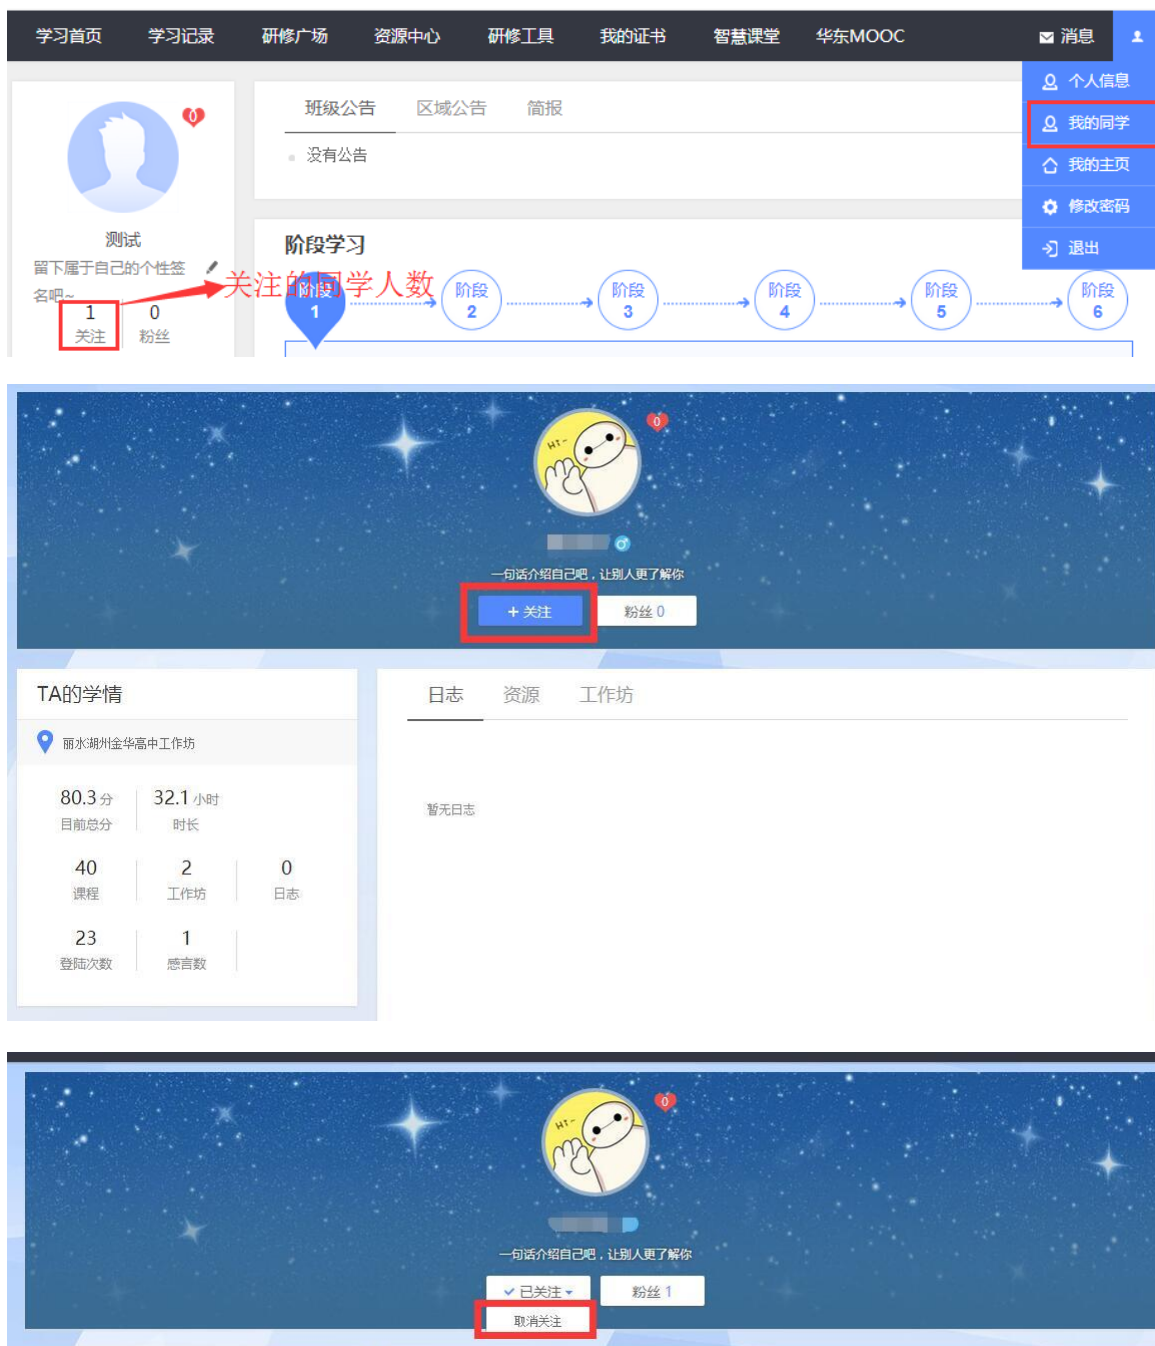 学习首页 学习记录 研修广场 资源中心 研修工具 我的证书 智慧课堂 华东MOOC 消息
个人信息
我的同学
我的主页
修改密码
退出
0
测试
留下属于自己的个性签
名吧~
1 0
关注 粉丝
班级公告 区域公告 简报
没有公告
阶段学习
关注的同学人数
阶段 1 阶段 2 阶段 3 阶段 4 阶段 5 阶段 6
0
HI~
一句话介绍自己吧，让别人更了解你
+ 关注 粉丝 0
TA的学情
丽水湖州金华高中工作坊
80.3 分 32.1 小时
目前总分 时长
40 2 0
课程 工作坊 日志
23 1
登陆次数 感言数
日志 资源 工作坊
暂无日志
0
HI~
一句话介绍自己吧，让别人更了解你
已关注 粉丝 1
取消关注